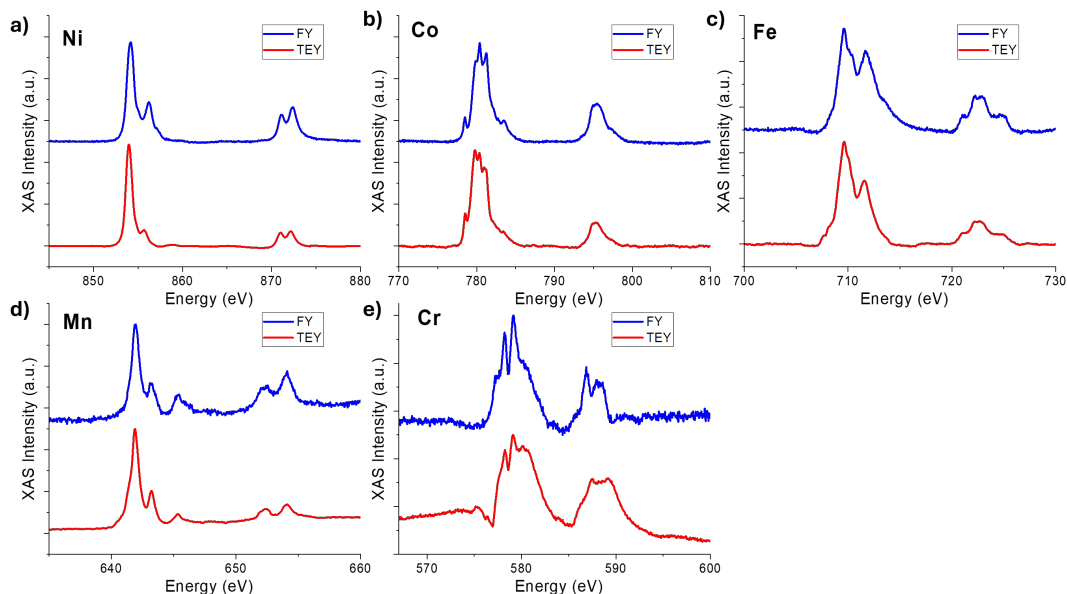 a)
Ni
FY
TEY
XAS Intensity (a.u.)
850
860
870
880
Energy (eV)
b)
Co
FY
TEY
XAS Intensity (a.u.)
770
780
790
800
810
Energy (eV)
c)
Fe
FY
TEY
XAS Intensity (a.u.)
700
710
720
730
Energy (eV)
d)
Mn
FY
TEY
XAS Intensity (a.u.)
640
650
660
Energy (eV)
e)
Cr
FY
TEY
XAS Intensity (a.u.)
570
580
590
600
Energy (eV)